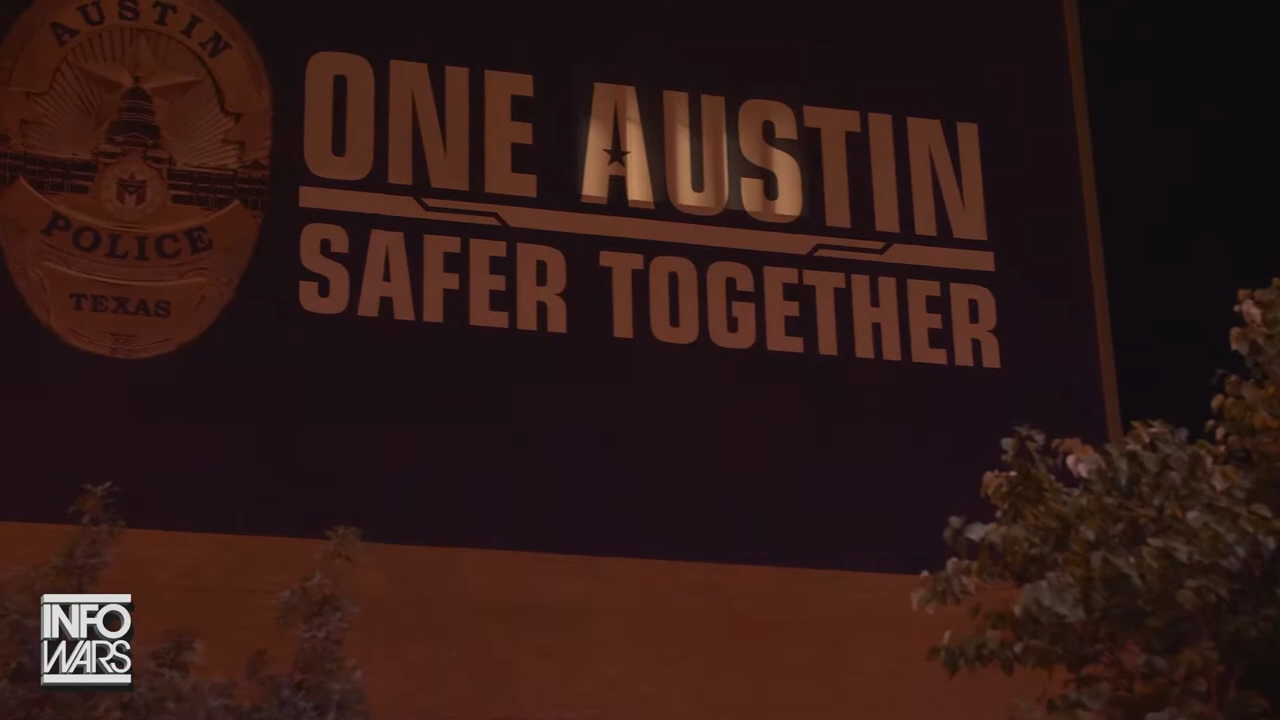 AUSTIN
POLICE
TEXAS
ONE AUSTIN
SAFER TOGETHER
INFO
WARS